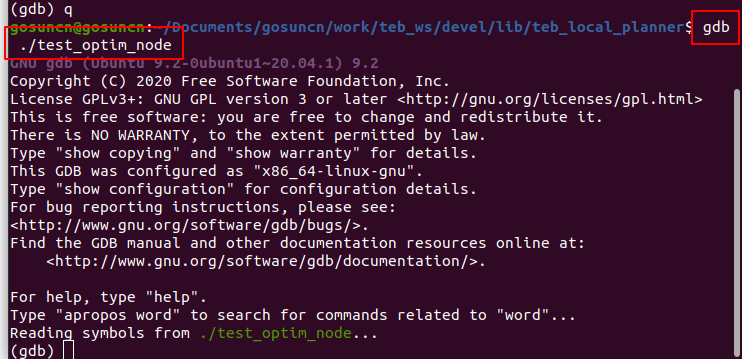 (gdb) q
gosuncn@gosuncn:~/Documents/gosuncn/work/teb_ws/devel/lib/teb_local_planner$ gdb
./test_optim_node
GNU gdb (Ubuntu 9.2-0ubuntu1~20.04.1) 9.2
Copyright (C) 2020 Free Software Foundation, Inc.
License GPLv3+: GNU GPL version 3 or later <http://gnu.org/licenses/gpl.html>
This is free software: you are free to change and redistribute it.
There is NO WARRANTY, to the extent permitted by law.
Type "show copying" and "show warranty" for details.
This GDB was configured as "x86_64-linux-gnu".
Type "show configuration" for configuration details.
For bug reporting instructions, please see:
<http://www.gnu.org/software/gdb/bugs/>.
Find the GDB manual and other documentation resources online at:
<http://www.gnu.org/software/gdb/documentation/>.
For help, type "help".
Type "apropos word" to search for commands related to "word"...
Reading symbols from ./test_optim_node...
(gdb)